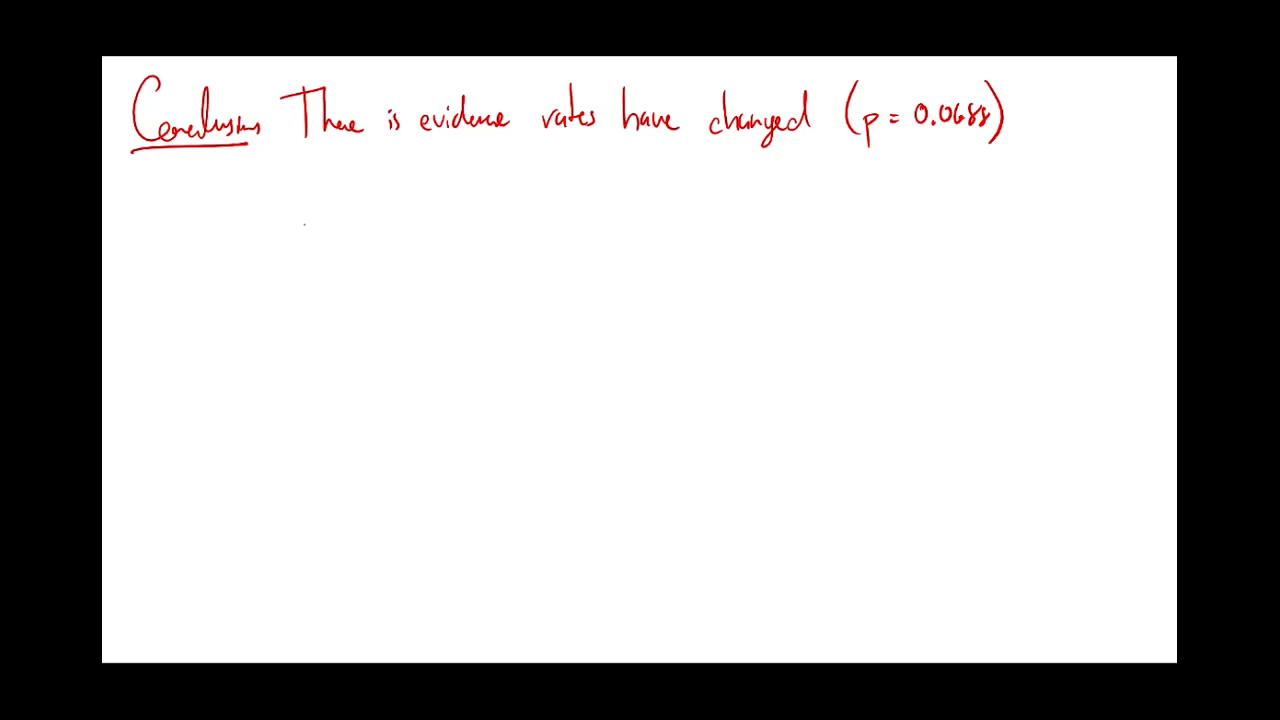 Conclusion There is evidence rates have changed (p = 0.0688)